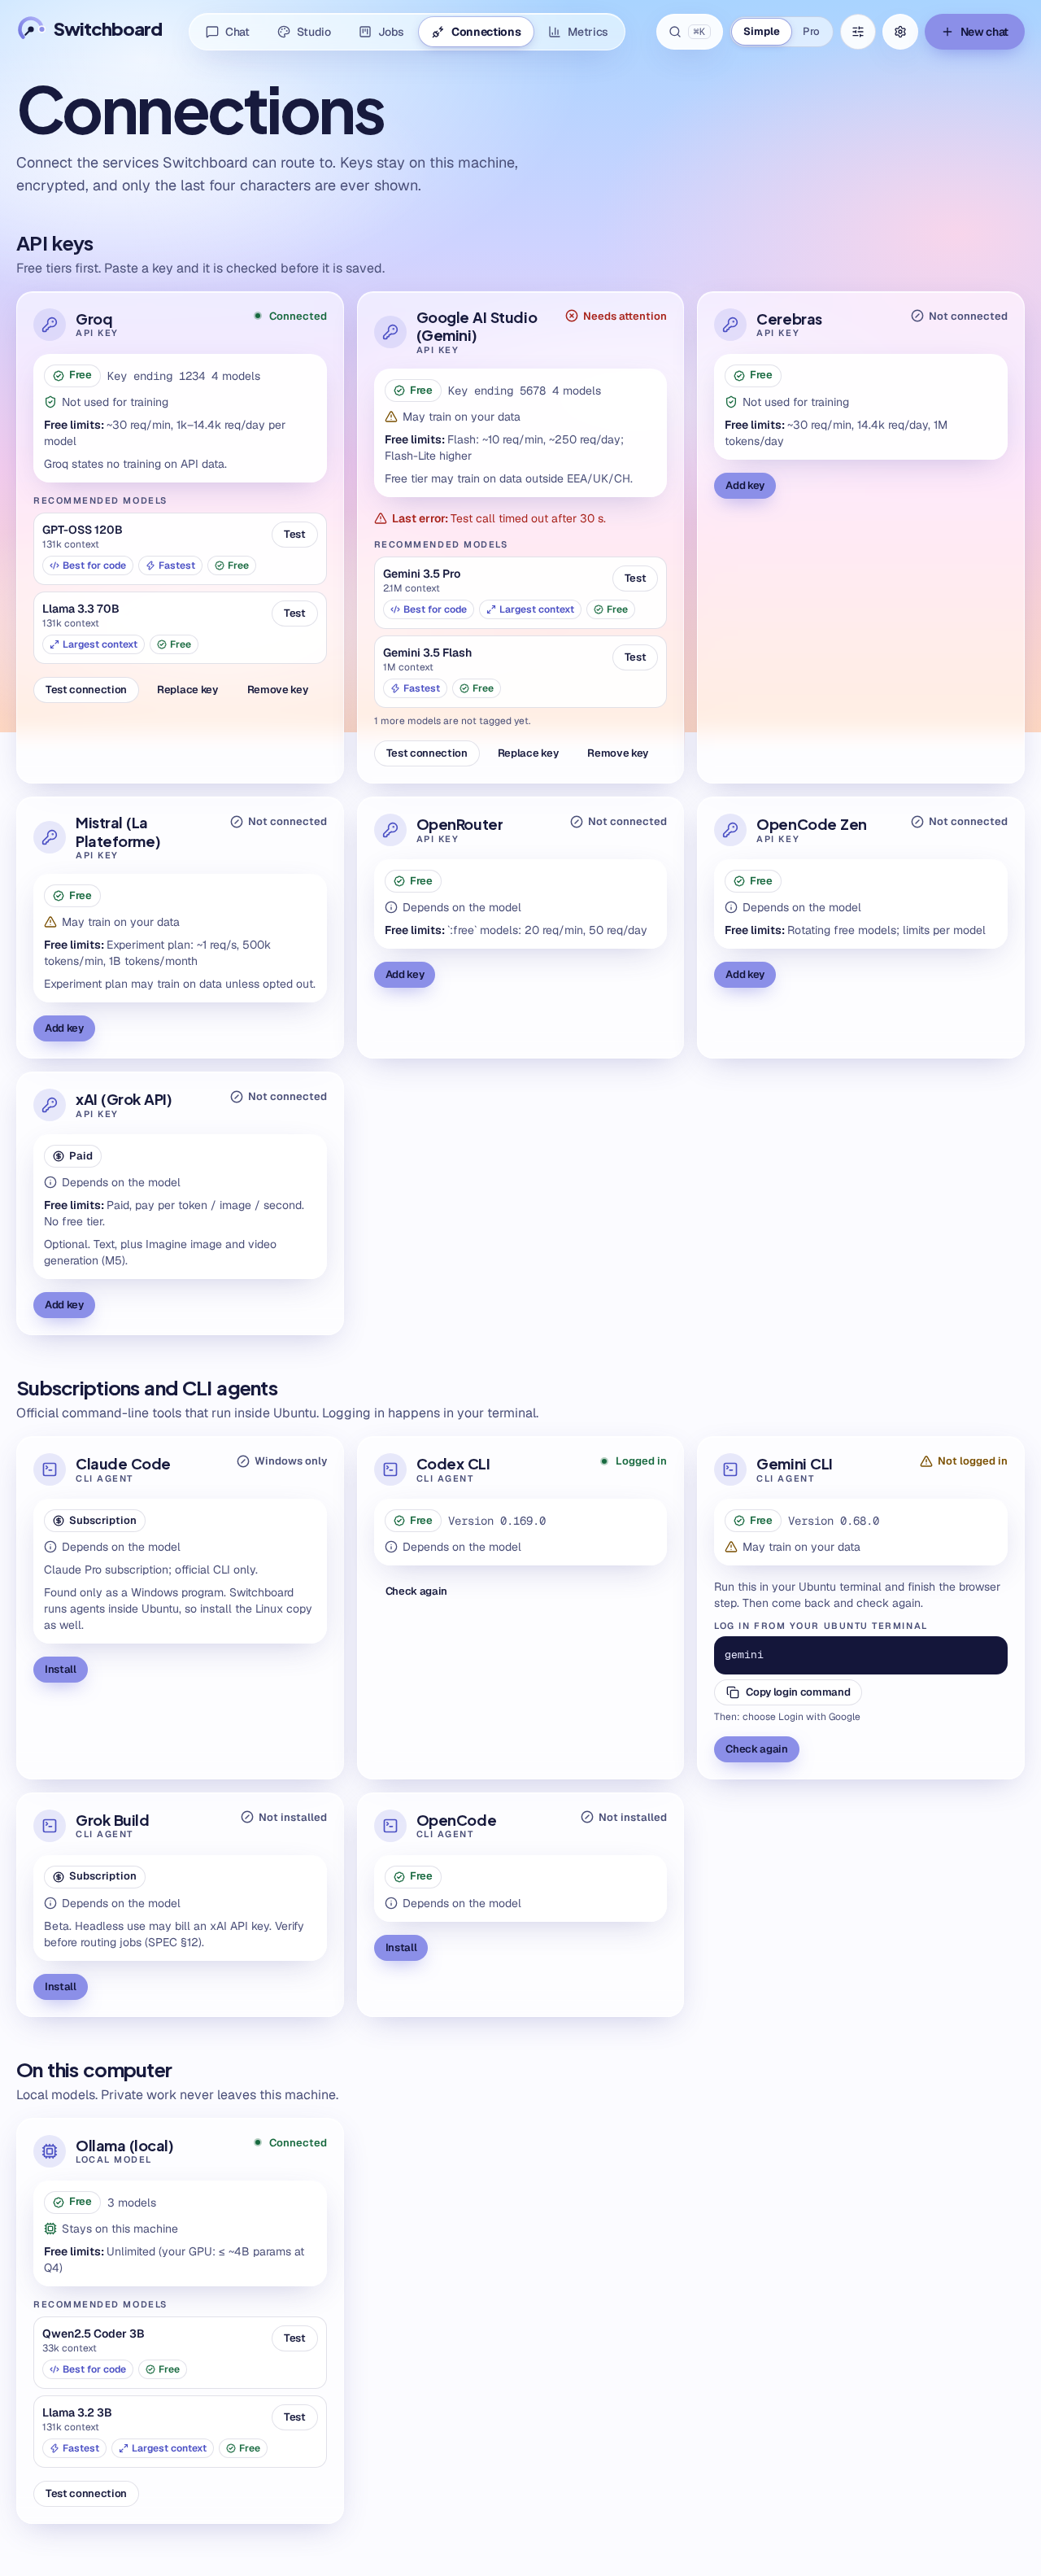 Switchboard
Chat
Studio
Jobs
Connections
Metrics
⌘K
Simple
Pro
New chat
Connections
Connect the services Switchboard can route to. Keys stay on this machine,
encrypted, and only the last four characters are ever shown.
API keys
Free tiers first. Paste a key and it is checked before it is saved.
Groq
API KEY
Connected
Free
Key ending 1234 4 models
Not used for training
Free limits: ~30 req/min, 1k–14.4k req/day per
model
Groq states no training on API data.
RECOMMENDED MODELS
GPT-OSS 120B
131k context
Test
Best for code
Fastest
Free
Llama 3.3 70B
131k context
Test
Largest context
Free
Test connection
Replace key
Remove key
Google AI Studio
(Gemini)
API KEY
Needs attention
Free
Key ending 5678 4 models
May train on your data
Free limits: Flash: ~10 req/min, ~250 req/day;
Flash-Lite higher
Free tier may train on data outside EEA/UK/CH.
Last error: Test call timed out after 30 s.
RECOMMENDED MODELS
Gemini 3.5 Pro
2.1M context
Test
Best for code
Largest context
Free
Gemini 3.5 Flash
1M context
Test
Fastest
Free
1 more models are not tagged yet.
Test connection
Replace key
Remove key
Cerebras
API KEY
Not connected
Free
Not used for training
Free limits: ~30 req/min, 14.4k req/day, 1M
tokens/day
Add key
Mistral (La
Plateforme)
API KEY
Not connected
Free
May train on your data
Free limits: Experiment plan: ~1 req/s, 500k
tokens/min, 1B tokens/month
Experiment plan may train on data unless opted out.
Add key
OpenRouter
API KEY
Not connected
Free
Depends on the model
Free limits: `:free` models: 20 req/min, 50 req/day
Add key
OpenCode Zen
API KEY
Not connected
Free
Depends on the model
Free limits: Rotating free models; limits per model
Add key
xAI (Grok API)
API KEY
Not connected
Paid
Depends on the model
Free limits: Paid, pay per token / image / second.
No free tier.
Optional. Text, plus Imagine image and video
generation (M5).
Add key
Subscriptions and CLI agents
Official command-line tools that run inside Ubuntu. Logging in happens in your terminal.
Claude Code
CLI AGENT
Windows only
Subscription
Depends on the model
Claude Pro subscription; official CLI only.
Found only as a Windows program. Switchboard
runs agents inside Ubuntu, so install the Linux copy
as well.
Install
Codex CLI
CLI AGENT
Logged in
Free
Version 0.169.0
Depends on the model
Check again
Gemini CLI
CLI AGENT
Not logged in
Free
Version 0.68.0
May train on your data
Run this in your Ubuntu terminal and finish the browser
step. Then come back and check again.
LOG IN FROM YOUR UBUNTU TERMINAL
gemini
Copy login command
Then: choose Login with Google
Check again
Grok Build
CLI AGENT
Not installed
Subscription
Depends on the model
Beta. Headless use may bill an xAI API key. Verify
before routing jobs (SPEC §12).
Install
OpenCode
CLI AGENT
Not installed
Free
Depends on the model
Install
On this computer
Local models. Private work never leaves this machine.
Ollama (local)
LOCAL MODEL
Connected
Free
3 models
Stays on this machine
Free limits: Unlimited (your GPU: ≤ ~4B params at
Q4)
RECOMMENDED MODELS
Qwen2.5 Coder 3B
33k context
Test
Best for code
Free
Llama 3.2 3B
131k context
Test
Fastest
Largest context
Free
Test connection